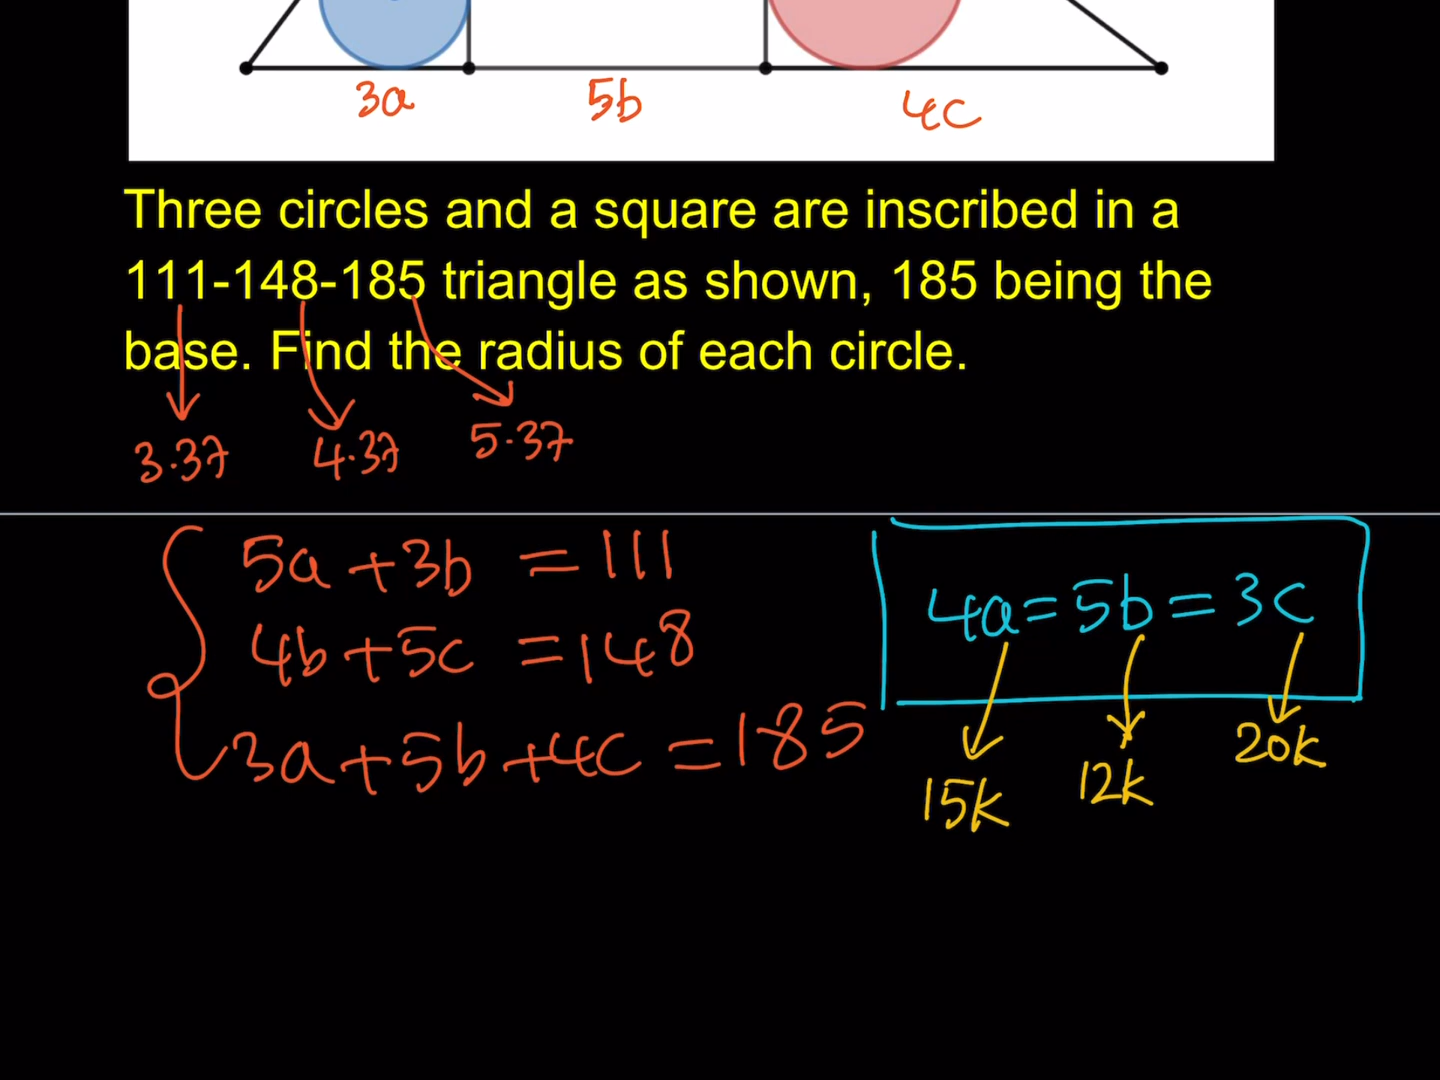 3a 5b 4c
Three circles and a square are inscribed in a
111-148-185 triangle as shown, 185 being the
base. Find the radius of each circle.
3·37 4·37 5·37
5a+3b = 111
4b+5c = 148
3a+5b+4c = 185
4a=5b=3c
15k 12k 20k